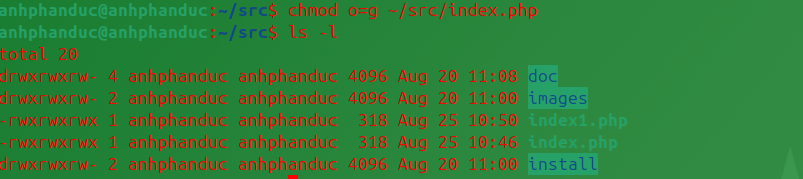 anhphanduc@anhphanduc:~/src$ chmod o=g ~/src/index.php
anhphanduc@anhphanduc:~/src$ ls -l
total 20
drwxrwxrw- 4 anhphanduc anhphanduc 4096 Aug 20 11:08 doc
drwxrwxrw- 2 anhphanduc anhphanduc 4096 Aug 20 11:00 images
-rwxrwxrwx 1 anhphanduc anhphanduc  318 Aug 25 10:50 index1.php
-rwxrwxrwx 1 anhphanduc anhphanduc  318 Aug 25 10:46 index.php
drwxrwxrw- 2 anhphanduc anhphanduc 4096 Aug 20 11:00 install